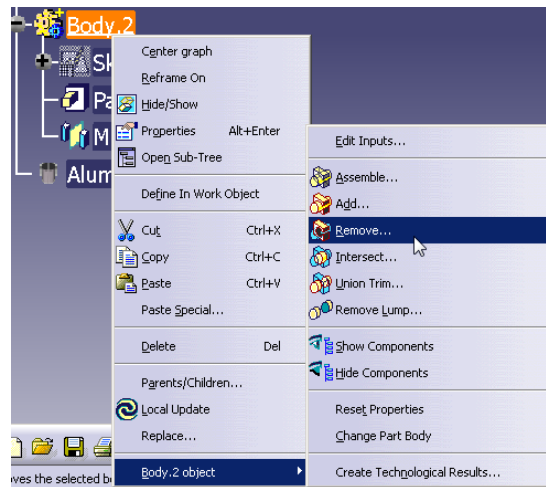 Body.2
Center graph
Reframe On
Hide/Show
Properties Alt+Enter
Open Sub-Tree
Define In Work Object
Cut Ctrl+X
Copy Ctrl+C
Paste Ctrl+V
Paste Special...
Delete Del
Parents/Children...
Local Update
Replace...
Body.2 object
Edit Inputs...
Assemble...
Add...
Remove...
Intersect...
Union Trim...
Remove Lump...
Show Components
Hide Components
Reset Properties
Change Part Body
Create Technological Results...
Alum
the selected